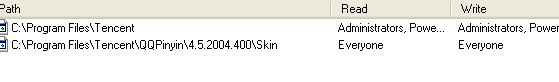 Path Read Write
C:\Program Files\Tencent Administrators, Powe... Administrators, Powe
C:\Program Files\Tencent\QQPinyin\4.5.2004.400\Skin Everyone Everyone